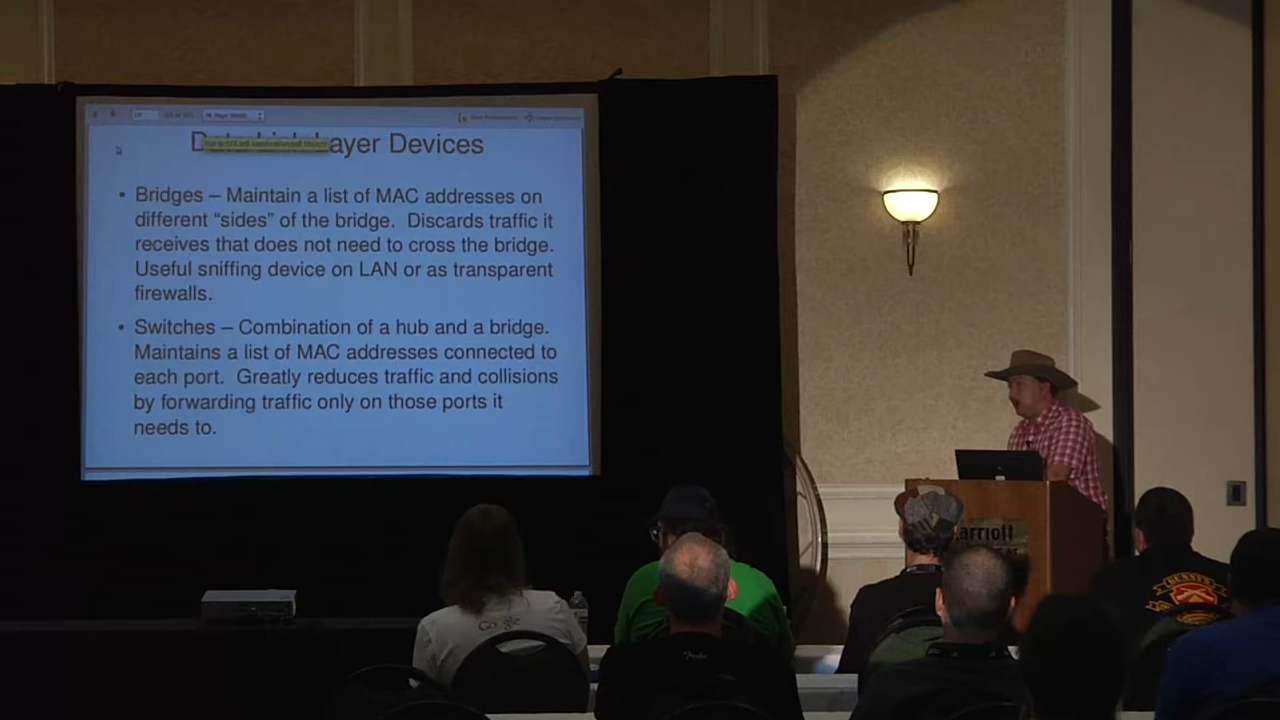 ayer Devices
• Bridges – Maintain a list of MAC addresses on
different “sides” of the bridge. Discards traffic it
receives that does not need to cross the bridge.
Useful sniffing device on LAN or as transparent
firewalls.
• Switches – Combination of a hub and a bridge.
Maintains a list of MAC addresses connected to
each port. Greatly reduces traffic and collisions
by forwarding traffic only on those ports it
needs to.
arriott
Google
Fender